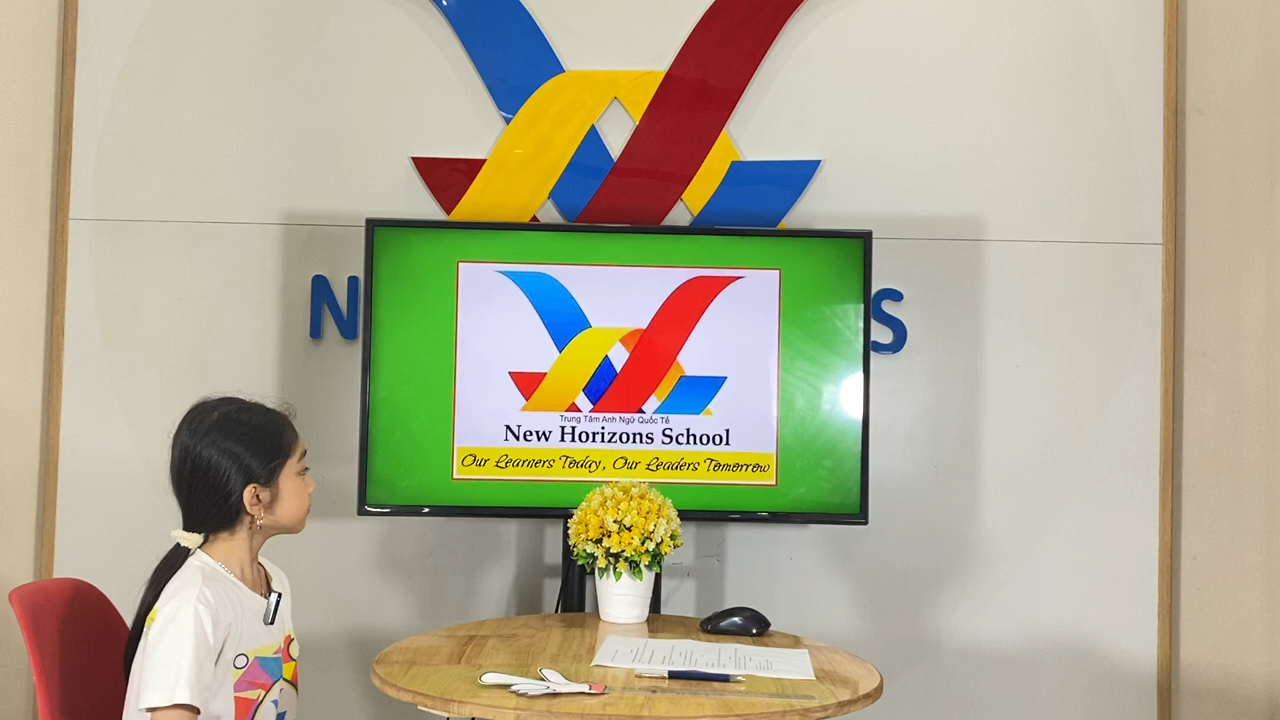 N S
Trung Tâm Anh Ngữ Quốc Tế
New Horizons School
Our Learners Today, Our Leaders Tomorrow